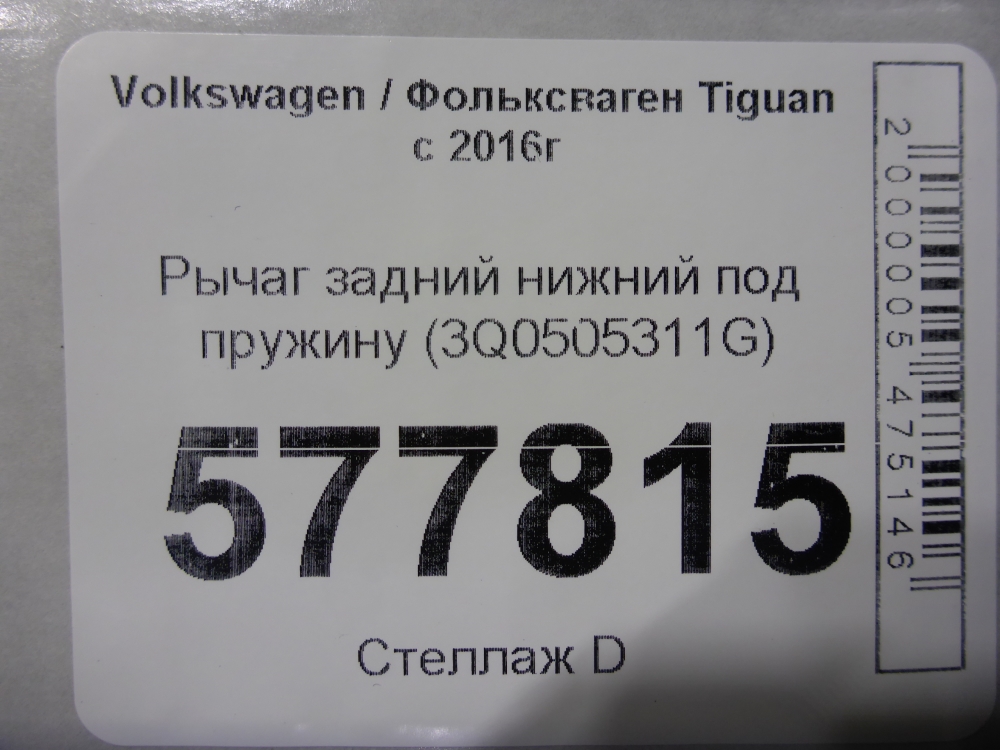 Volkswagen / Фольксваген Tiguan
с 2016г
Рычаг задний нижний под
пружину (3Q0505311G)
577815
Стеллаж D
2000005475146